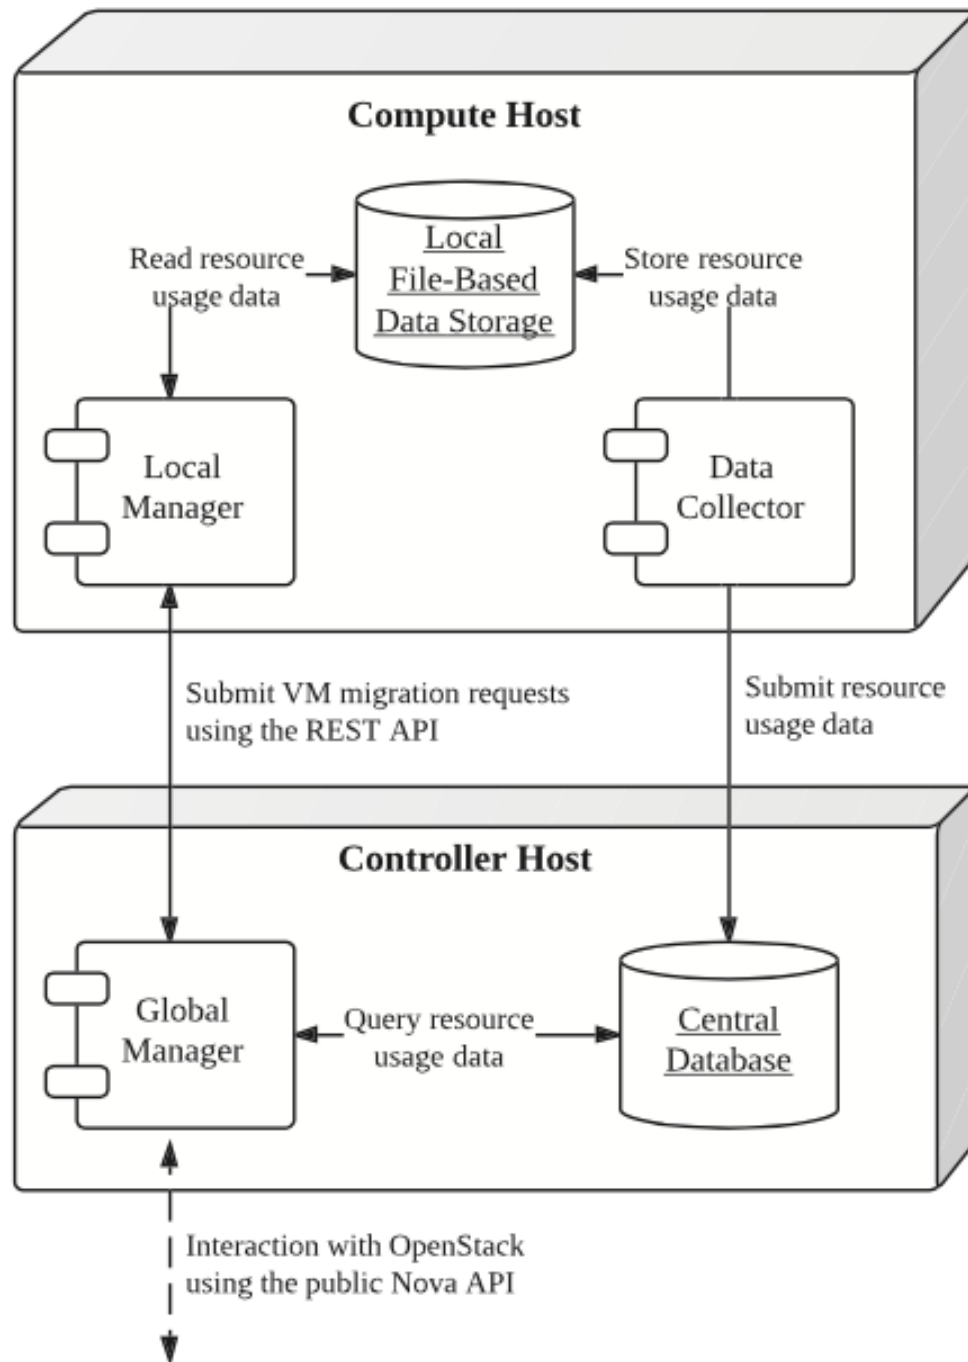 Compute Host
Local
File-Based
Data Storage
Read resource
usage data
Store resource
usage data
Local
Manager
Data
Collector
Submit VM migration requests
using the REST API
Submit resource
usage data
Controller Host
Global
Manager
Query resource
usage data
Central
Database
Interaction with OpenStack
using the public Nova API